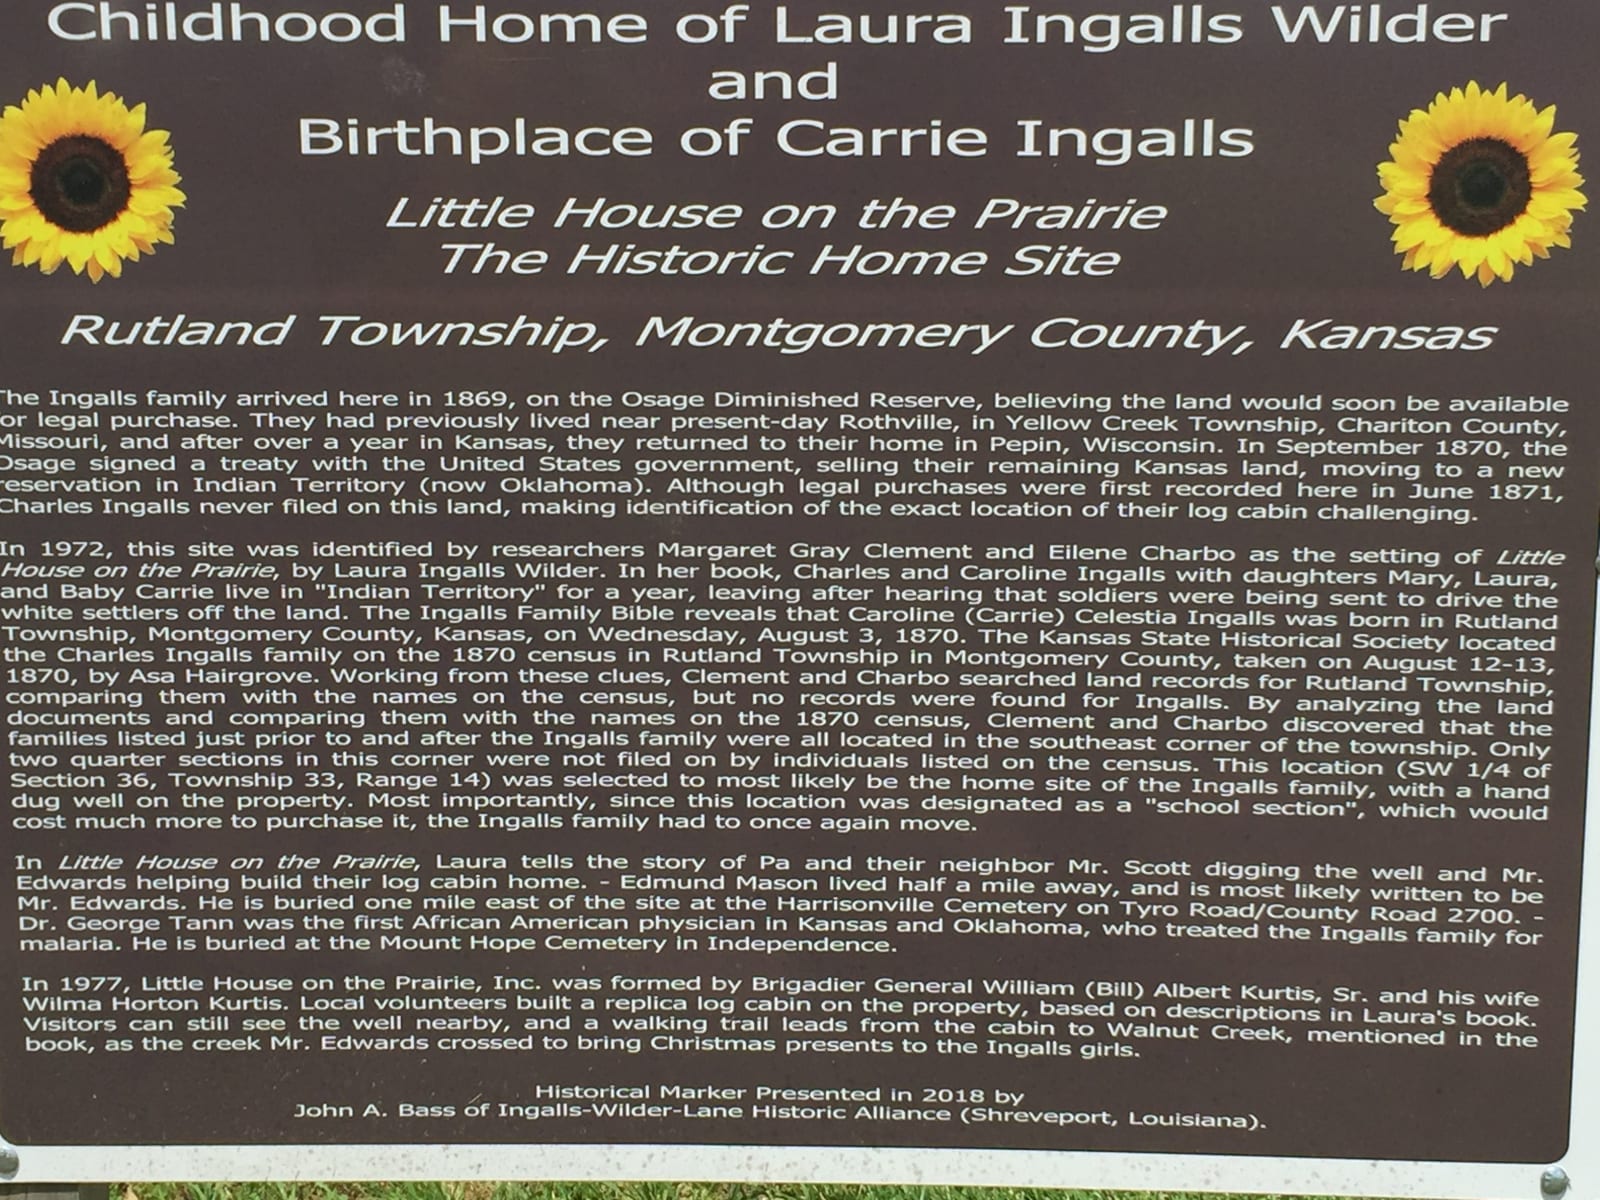 Childhood Home of Laura Ingalls Wilder
and
Birthplace of Carrie Ingalls
Little House on the Prairie
The Historic Home Site
Rutland Township, Montgomery County, Kansas
The Ingalls family arrived here in 1869, on the Osage Diminished Reserve, believing the land would soon be available
for legal purchase. They had previously lived near present-day Rothville, in Yellow Creek Township, Chariton County,
Missouri, and after over a year in Kansas, they returned to their home in Pepin, Wisconsin. In September 1870, the
Osage signed a treaty with the United States government, selling their remaining Kansas land, moving to a new
reservation in Indian Territory (now Oklahoma). Although legal purchases were first recorded here in June 1871,
Charles Ingalls never filed on this land, making identification of the exact location of their log cabin challenging.
In 1972, this site was identified by researchers Margaret Gray Clement and Eilene Charbo as the setting of Little
House on the Prairie, by Laura Ingalls Wilder. In her book, Charles and Caroline Ingalls with daughters Mary, Laura,
and Baby Carrie live in "Indian Territory" for a year, leaving after hearing that soldiers were being sent to drive the
white settlers off the land. The Ingalls Family Bible reveals that Caroline (Carrie) Celestia Ingalls was born in Rutland
Township, Montgomery County, Kansas, on Wednesday, August 3, 1870. The Kansas State Historical Society located
the Charles Ingalls family on the 1870 census in Rutland Township in Montgomery County, taken on August 12-13,
1870, by Asa Hairgrove. Working from these clues, Clement and Charbo searched land records for Rutland Township,
comparing them with the names on the census, but no records were found for Ingalls. By analyzing the land
documents and comparing them with the names on the 1870 census, Clement and Charbo discovered that the
families listed just prior to and after the Ingalls family were all located in the southeast corner of the township. Only
two quarter sections in this corner were not filed on by individuals listed on the census. This location (SW 1/4 of
Section 36, Township 33, Range 14) was selected to most likely be the home site of the Ingalls family, with a hand
dug well on the property. Most importantly, since this location was designated as a "school section", which would
cost much more to purchase it, the Ingalls family had to once again move.
In Little House on the Prairie, Laura tells the story of Pa and their neighbor Mr. Scott digging the well and Mr.
Edwards helping build their log cabin home. - Edmund Mason lived half a mile away, and is most likely written to be
Mr. Edwards. He is buried one mile east of the site at the Harrisonville Cemetery on Tyro Road/County Road 2700. -
Dr. George Tann was the first African American physician in Kansas and Oklahoma, who treated the Ingalls family for
malaria. He is buried at the Mount Hope Cemetery in Independence.
In 1977, Little House on the Prairie, Inc. was formed by Brigadier General William (Bill) Albert Kurtis, Sr. and his wife
Wilma Horton Kurtis. Local volunteers built a replica log cabin on the property, based on descriptions in Laura's book.
Visitors can still see the well nearby, and a walking trail leads from the cabin to Walnut Creek, mentioned in the
book, as the creek Mr. Edwards crossed to bring Christmas presents to the Ingalls girls.
Historical Marker Presented in 2018 by
John A. Bass of Ingalls-Wilder-Lane Historic Alliance (Shreveport, Louisiana).